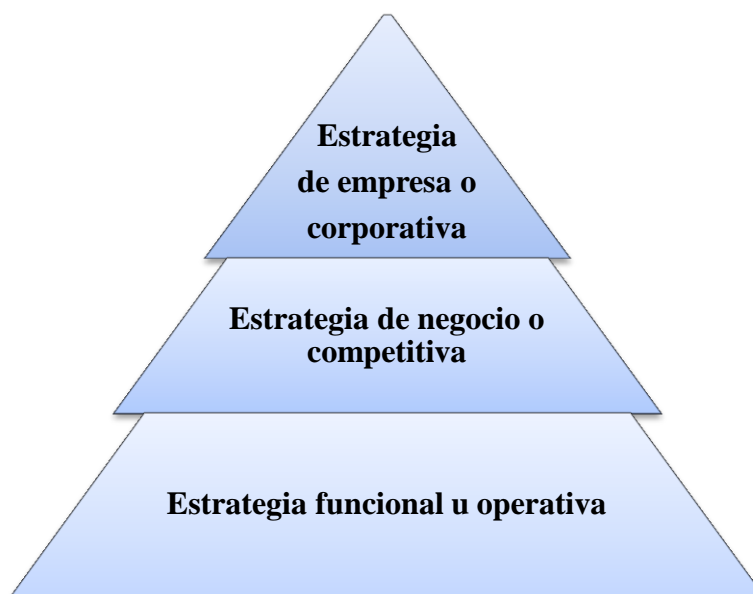 Estrategia
de empresa o
corporativa
Estrategia de negocio o
competitiva
Estrategia funcional u operativa